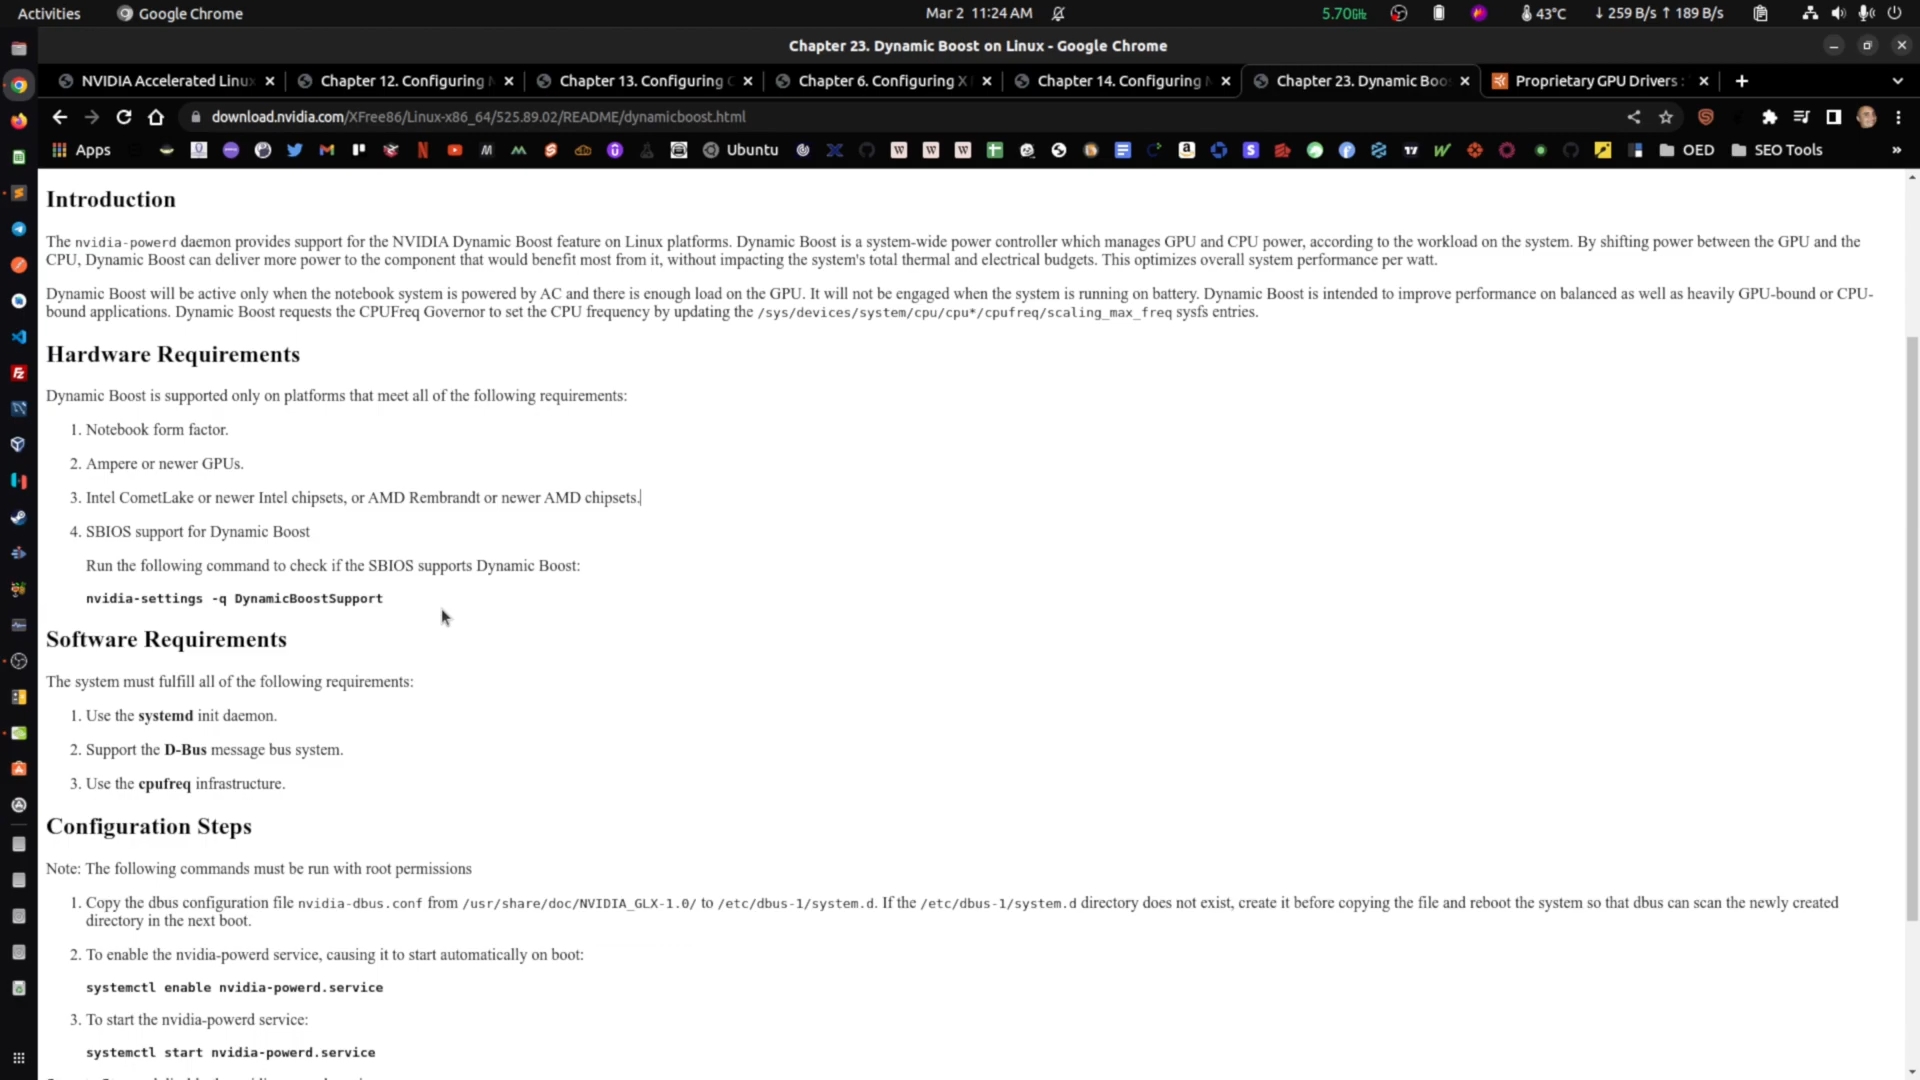 Activities Google Chrome Mar 2 11:24 AM 5.70GHz 43°C ↓ 259 B/s ↑ 189 B/s
Chapter 23. Dynamic Boost on Linux - Google Chrome
NVIDIA Accelerated Linux Chapter 12. Configuring Chapter 13. Configuring Chapter 6. Configuring X Chapter 14. Configuring Chapter 23. Dynamic Boo Proprietary GPU Drivers :
download.nvidia.com/XFree86/Linux-x86_64/525.89.02/README/dynamicboost.html
Apps Ubuntu OED SEO Tools »
Introduction
The nvidia-powerd daemon provides support for the NVIDIA Dynamic Boost feature on Linux platforms. Dynamic Boost is a system-wide power controller which manages GPU and CPU power, according to the workload on the system. By shifting power between the GPU and the
CPU, Dynamic Boost can deliver more power to the component that would benefit most from it, without impacting the system's total thermal and electrical budgets. This optimizes overall system performance per watt.
Dynamic Boost will be active only when the notebook system is powered by AC and there is enough load on the GPU. It will not be engaged when the system is running on battery. Dynamic Boost is intended to improve performance on balanced as well as heavily GPU-bound or CPU-
bound applications. Dynamic Boost requests the CPUFreq Governor to set the CPU frequency by updating the /sys/devices/system/cpu/cpu*/cpufreq/scaling_max_freq sysfs entries.
Hardware Requirements
Dynamic Boost is supported only on platforms that meet all of the following requirements:
1. Notebook form factor.
2. Ampere or newer GPUs.
3. Intel CometLake or newer Intel chipsets, or AMD Rembrandt or newer AMD chipsets.
4. SBIOS support for Dynamic Boost
Run the following command to check if the SBIOS supports Dynamic Boost:
nvidia-settings -q DynamicBoostSupport
Software Requirements
The system must fulfill all of the following requirements:
1. Use the systemd init daemon.
2. Support the D-Bus message bus system.
3. Use the cpufreq infrastructure.
Configuration Steps
Note: The following commands must be run with root permissions
1. Copy the dbus configuration file nvidia-dbus.conf from /usr/share/doc/NVIDIA_GLX-1.0/ to /etc/dbus-1/system.d. If the /etc/dbus-1/system.d directory does not exist, create it before copying the file and reboot the system so that dbus can scan the newly created
directory in the next boot.
2. To enable the nvidia-powerd service, causing it to start automatically on boot:
systemctl enable nvidia-powerd.service
3. To start the nvidia-powerd service:
systemctl start nvidia-powerd.service